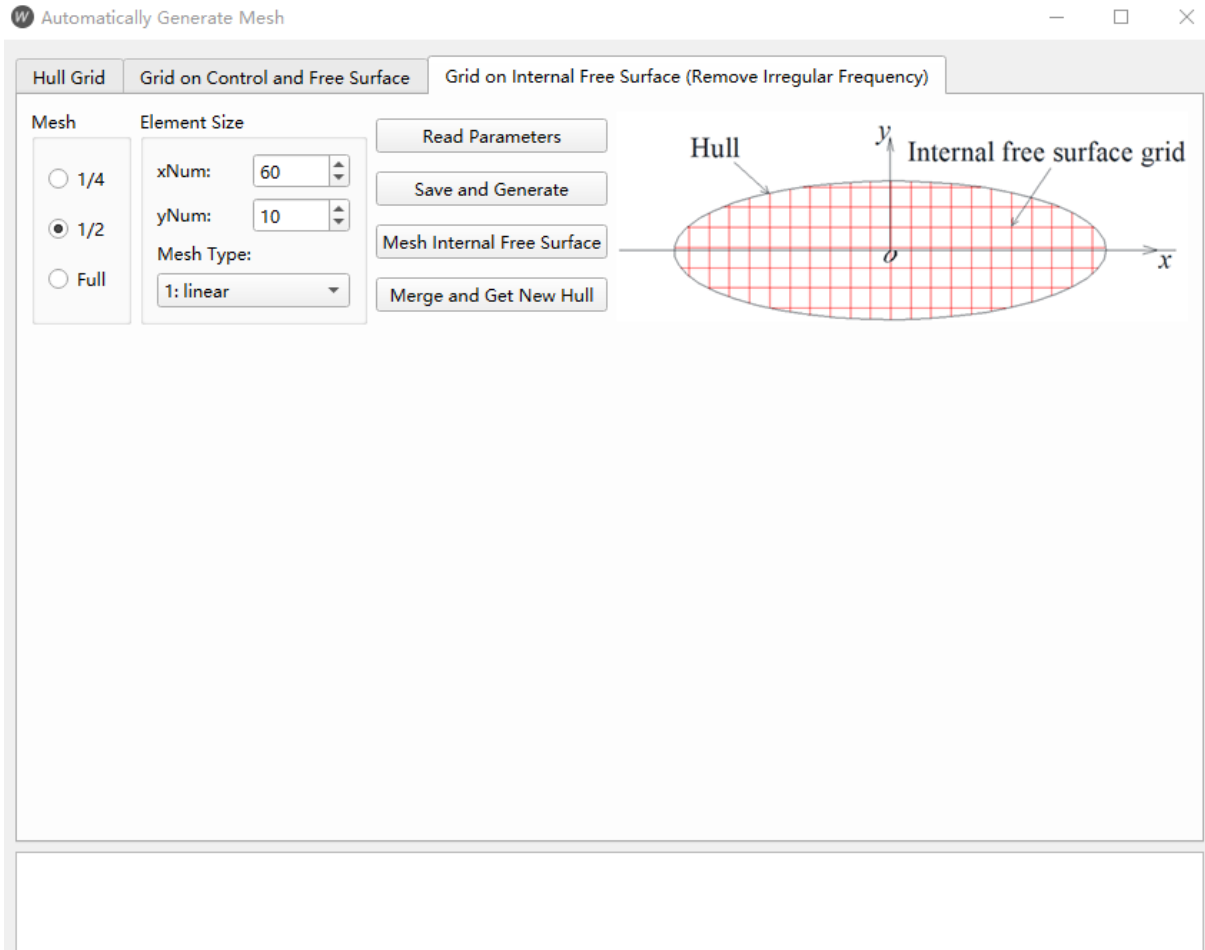 W Automatically Generate Mesh
Hull Grid
Grid on Control and Free Surface
Grid on Internal Free Surface (Remove Irregular Frequency)
Mesh
1/4
1/2
Full
Element Size
xNum: 60
yNum: 10
Mesh Type:
1: linear
Read Parameters
Save and Generate
Mesh Internal Free Surface
Merge and Get New Hull
Hull
y
Internal free surface grid
o
x